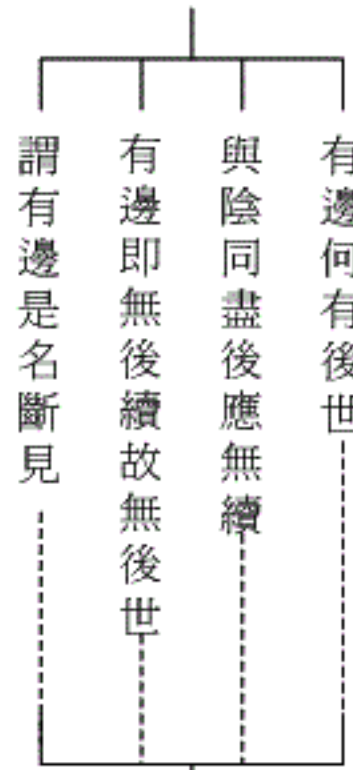 有邊何有後世
與陰同盡後應無續
有邊即無後續故無後世
謂有邊是名斷見